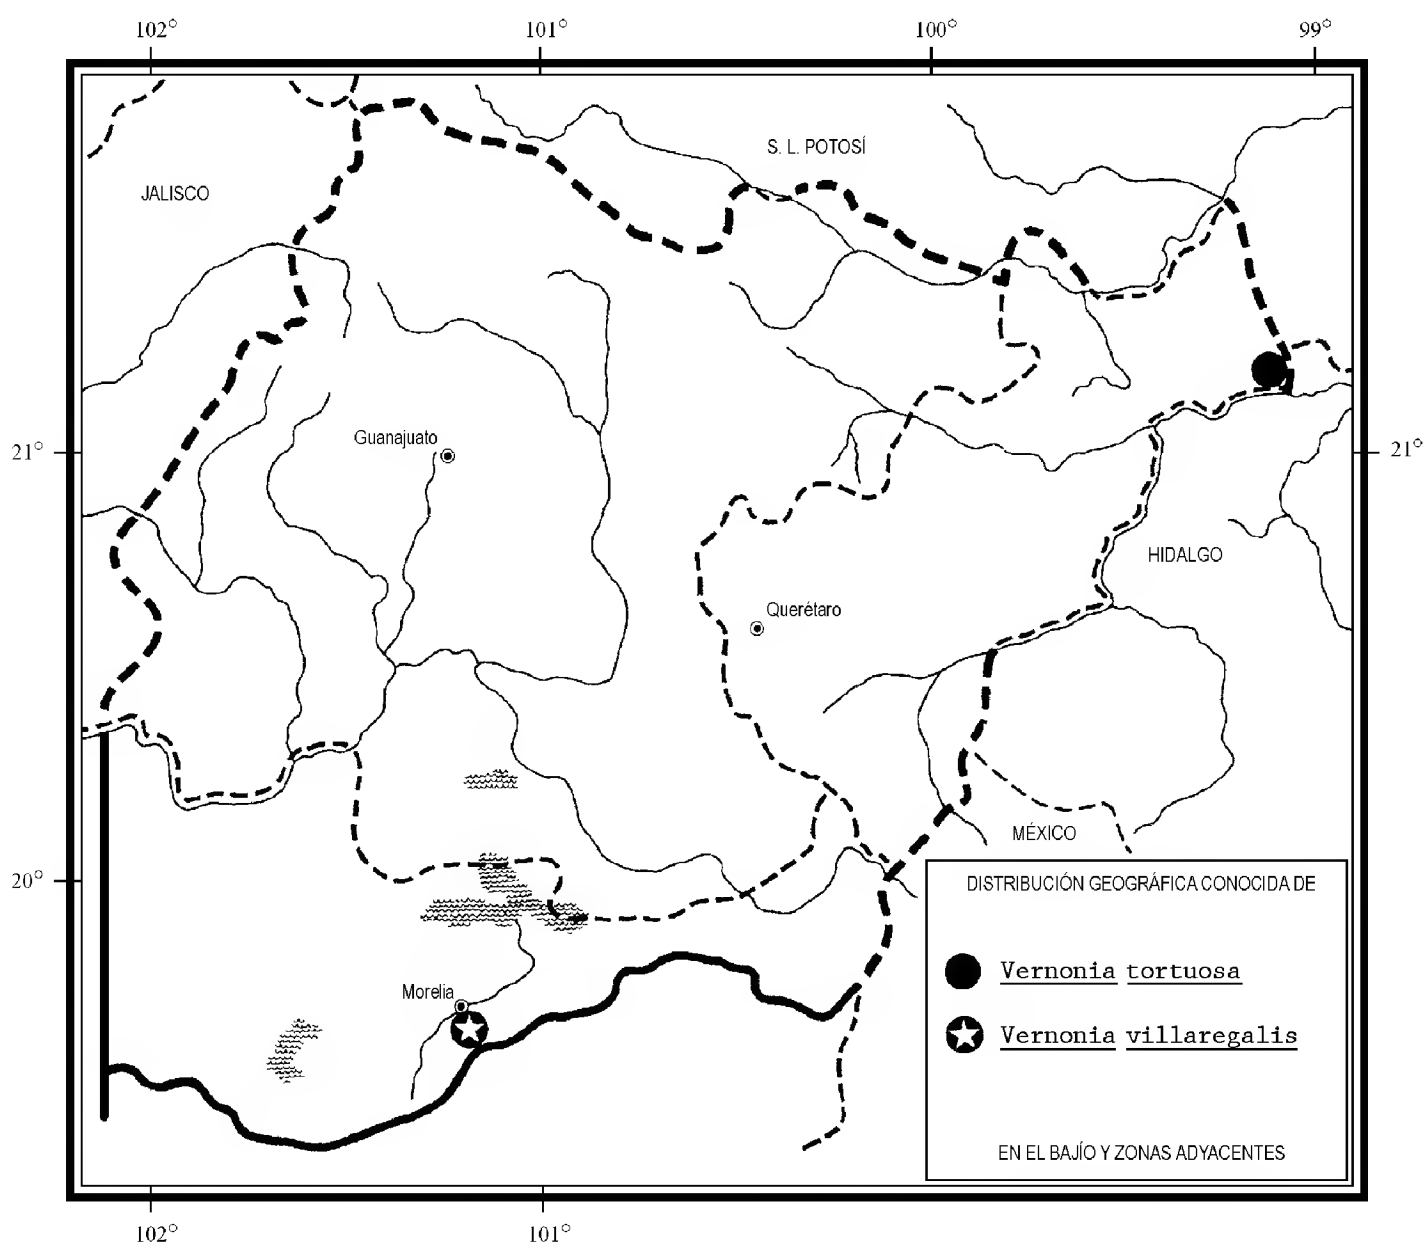 102° 101° 100° 99°
S. L. POTOSÍ
JALISCO
Guanajuato
21° 21°
HIDALGO
Querétaro
MÉXICO
20°
DISTRIBUCIÓN GEOGRÁFICA CONOCIDA DE
Vernonia tortuosa
Morelia
Vernonia villaregalis
EN EL BAJÍO Y ZONAS ADYACENTES
102° 101°